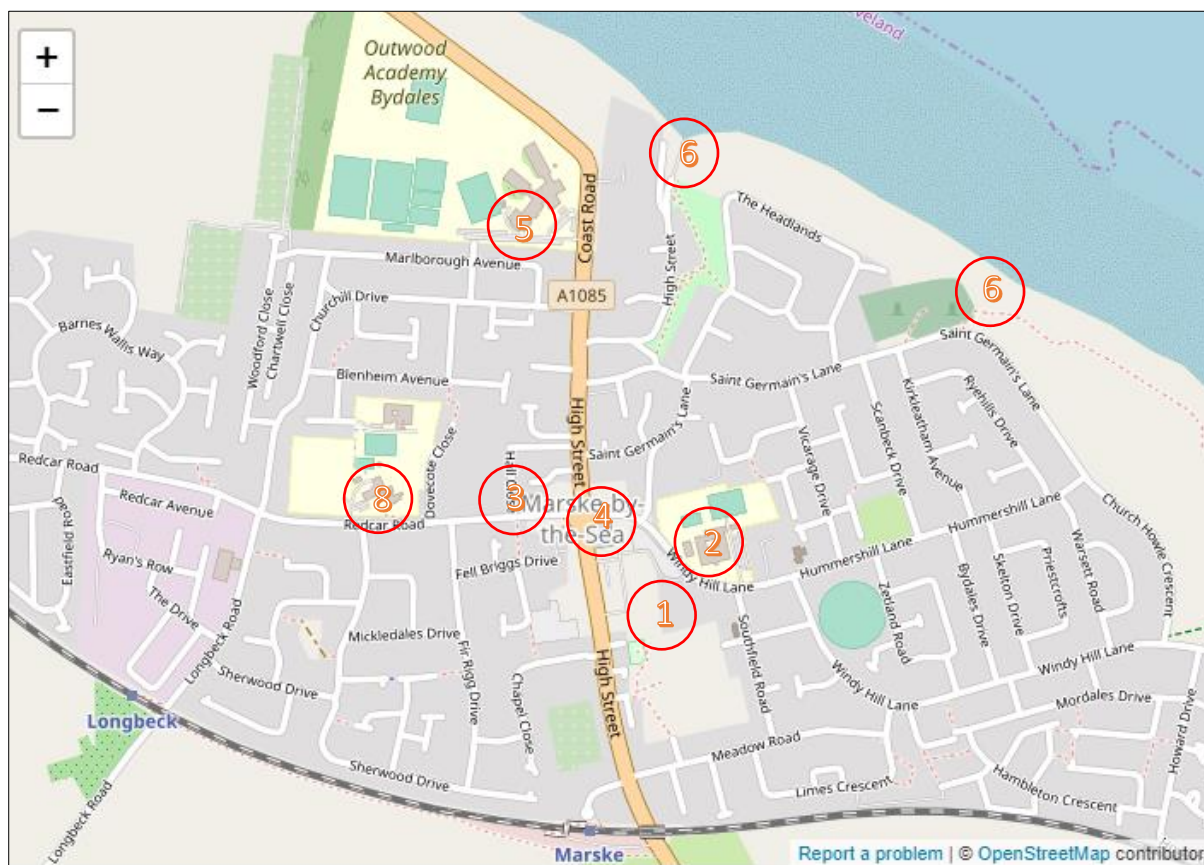 +
−
Outwood
Academy
Bydales
veland
6
5
Coast Road
The Headlands
High Street
Marlborough Avenue
A1085
6
Churchill Drive
Woodford Close
Chartwell Close
Barnes Wallis Way
Saint Germain's Lane
Blenheim Avenue
Saint Germain's Lane
High Street
Saint Germain's Lane
Ryehills Drive
Kirkleatham Avenue
Scanbeck Drive
Vicarage Drive
Dovecote Close
Hall
Redcar Road
Redcar Avenue
8
Redcar Road
3
Marske-by-
the-Sea
4
2
Church Howle Crescent
Hummershill Lane
Hummershill Lane
Eastfield Road
Ryan's Row
The Drive
Fell Briggs Drive
Windy Hill Lane
1
Zetland Road
Bydales Drive
Skelton Drive
Priestcrofts
Warsett Road
Longbeck Road
Mickledales Drive
Fir Rigg Drive
Southfield Road
Windy Hill Lane
Windy Hill Lane
Sherwood Drive
Chapel Close
High Street
Mordales Drive
Longbeck
Meadow Road
Howard Drive
Sherwood Drive
Limes Crescent
Hambleton Crescent
Longbeck Road
Marske
Report a problem | © OpenStreetMap contributor